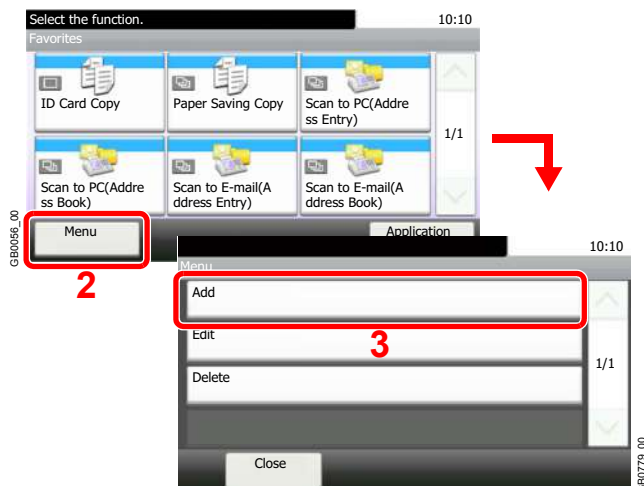 Select the function.
10:10
Favorites
ID Card Copy
Paper Saving Copy
Scan to PC(Addre
ss Entry)
1/1
Scan to PC(Addre
ss Book)
Scan to E-mail(A
ddress Entry)
Scan to E-mail(A
ddress Book)
GB0056_00
Menu
Application
2
10:10
Menu
Add
Edit
3
1/1
Delete
Close
B0779_00